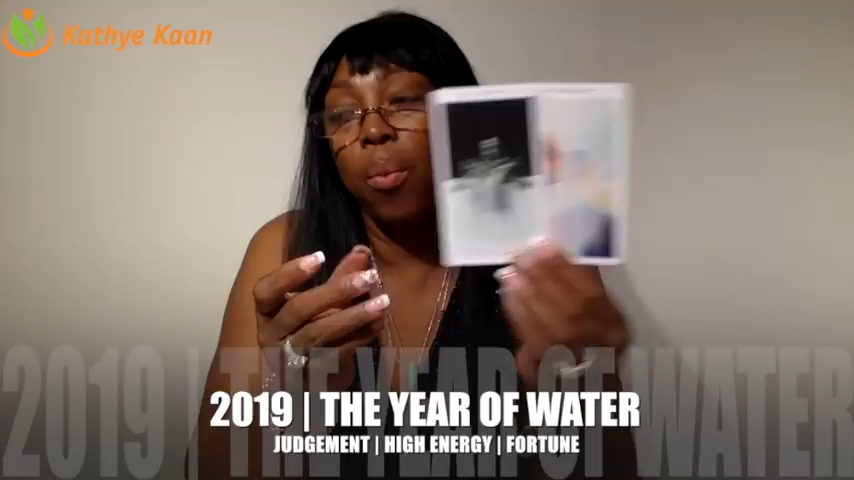 Kathye Kaan
2019 | THE YEAR OF WATER
2019 | THE YEAR OF WATER
JUDGEMENT | HIGH ENERGY | FORTUNE